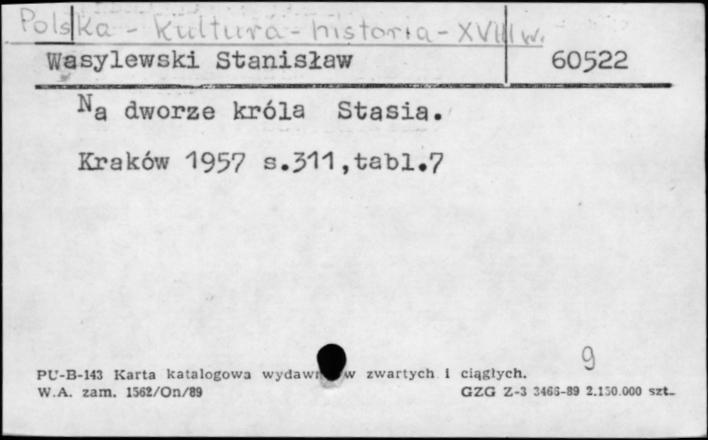 Polska - Kultura - historia - XVIII w.
Wasylewski Stanisław 60522
Na dworze króla Stasia.
Kraków 1957 s.311,tabl.7
9
PU-B-143 Karta katalogowa zwartych i ciągłych.
W.A. zam. 1562/On/89 GZG Z-3 3466-89 2.150.000 szt.